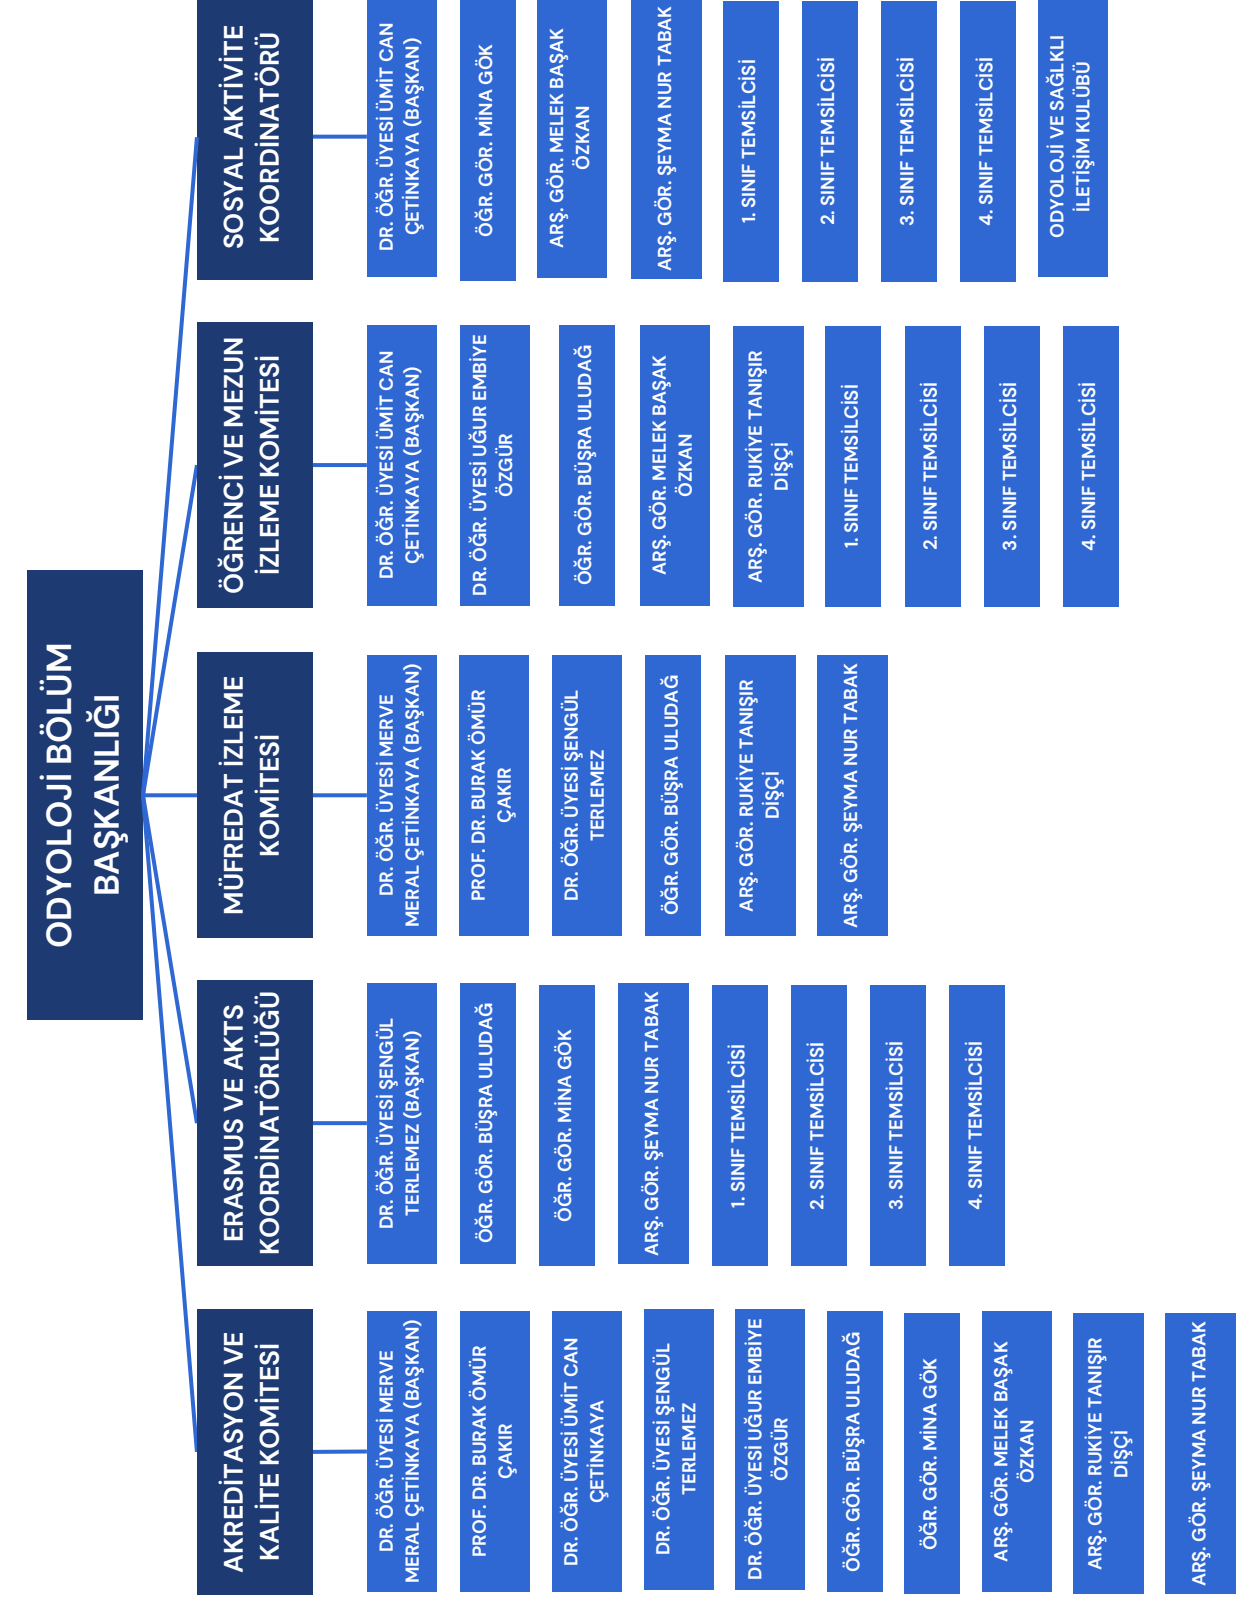 ODYOLOJİ BÖLÜM
BAŞKANLIĞI
AKREDİTASYON VE
KALİTE KOMİTESİ
DR. ÖĞR. ÜYESİ MERVE
MERAL ÇETİNKAYA (BAŞKAN)
PROF. DR. BURAK ÖMÜR
ÇAKIR
DR. ÖĞR. ÜYESİ ÜMİT CAN
ÇETİNKAYA
DR. ÖĞR. ÜYESİ ŞENGÜL
TERLEMEZ
DR. ÖĞR. ÜYESİ UĞUR EMBİYE
ÖZGÜR
ÖĞR. GÖR. BÜŞRA ULUDAĞ
ÖĞR. GÖR. MİNA GÖK
ARŞ. GÖR. MELEK BAŞAK
ÖZKAN
ARŞ. GÖR. RUKİYE TANIŞIR
DİŞÇİ
ARŞ. GÖR. ŞEYMA NUR TABAK
ERASMUS VE AKTS
KOORDİNATÖRLÜĞÜ
DR. ÖĞR. ÜYESİ ŞENGÜL
TERLEMEZ (BAŞKAN)
ÖĞR. GÖR. BÜŞRA ULUDAĞ
ÖĞR. GÖR. MİNA GÖK
ARŞ. GÖR. ŞEYMA NUR TABAK
1. SINIF TEMSİLCİSİ
2. SINIF TEMSİLCİSİ
3. SINIF TEMSİLCİSİ
4. SINIF TEMSİLCİSİ
MÜFREDAT İZLEME
KOMİTESİ
DR. ÖĞR. ÜYESİ MERVE
MERAL ÇETİNKAYA (BAŞKAN)
PROF. DR. BURAK ÖMÜR
ÇAKIR
DR. ÖĞR. ÜYESİ ŞENGÜL
TERLEMEZ
ÖĞR. GÖR. BÜŞRA ULUDAĞ
ARŞ. GÖR. RUKİYE TANIŞIR
DİŞÇİ
ARŞ. GÖR. ŞEYMA NUR TABAK
ÖĞRENCİ VE MEZUN
İZLEME KOMİTESİ
DR. ÖĞR. ÜYESİ ÜMİT CAN
ÇETİNKAYA (BAŞKAN)
DR. ÖĞR. ÜYESİ UĞUR EMBİYE
ÖZGÜR
ÖĞR. GÖR. BÜŞRA ULUDAĞ
ARŞ. GÖR. MELEK BAŞAK
ÖZKAN
ARŞ. GÖR. RUKİYE TANIŞIR
DİŞÇİ
1. SINIF TEMSİLCİSİ
2. SINIF TEMSİLCİSİ
3. SINIF TEMSİLCİSİ
4. SINIF TEMSİLCİSİ
SOSYAL AKTİVİTE
KOORDİNATÖRÜ
DR. ÖĞR. ÜYESİ ÜMİT CAN
ÇETİNKAYA (BAŞKAN)
ÖĞR. GÖR. MİNA GÖK
ARŞ. GÖR. MELEK BAŞAK
ÖZKAN
ARŞ. GÖR. ŞEYMA NUR TABAK
1. SINIF TEMSİLCİSİ
2. SINIF TEMSİLCİSİ
3. SINIF TEMSİLCİSİ
4. SINIF TEMSİLCİSİ
ODYOLOJİ VE SAĞLKLI
İLETİŞİM KULÜBÜ